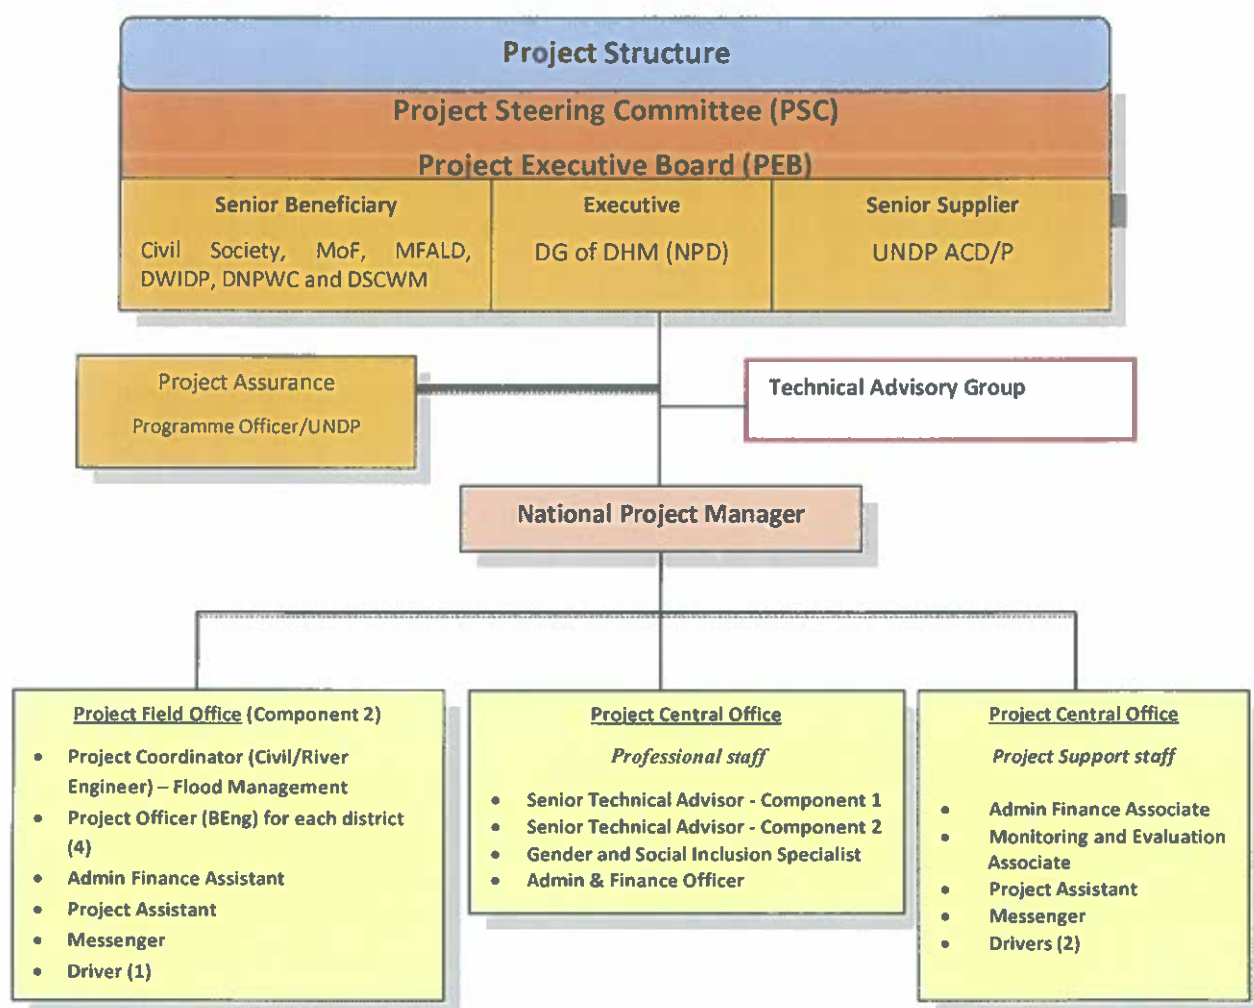 Project Structure
Project Steering Committee (PSC)
Project Executive Board (PEB)
Senior Beneficiary
Civil Society, MoF, MFALD,
DWIDP, DNPWC and DSCWM
Executive
DG of DHM (NPD)
Senior Supplier
UNDP ACD/P
Project Assurance
Programme Officer/UNDP
Technical Advisory Group
National Project Manager
Project Field Office (Component 2)
• Project Coordinator (Civil/River
Engineer) – Flood Management
• Project Officer (BEng) for each district
(4)
• Admin Finance Assistant
• Project Assistant
• Messenger
• Driver (1)
Project Central Office
Professional staff
• Senior Technical Advisor - Component 1
• Senior Technical Advisor - Component 2
• Gender and Social Inclusion Specialist
• Admin & Finance Officer
Project Central Office
Project Support staff
• Admin Finance Associate
• Monitoring and Evaluation
Associate
• Project Assistant
• Messenger
• Drivers (2)